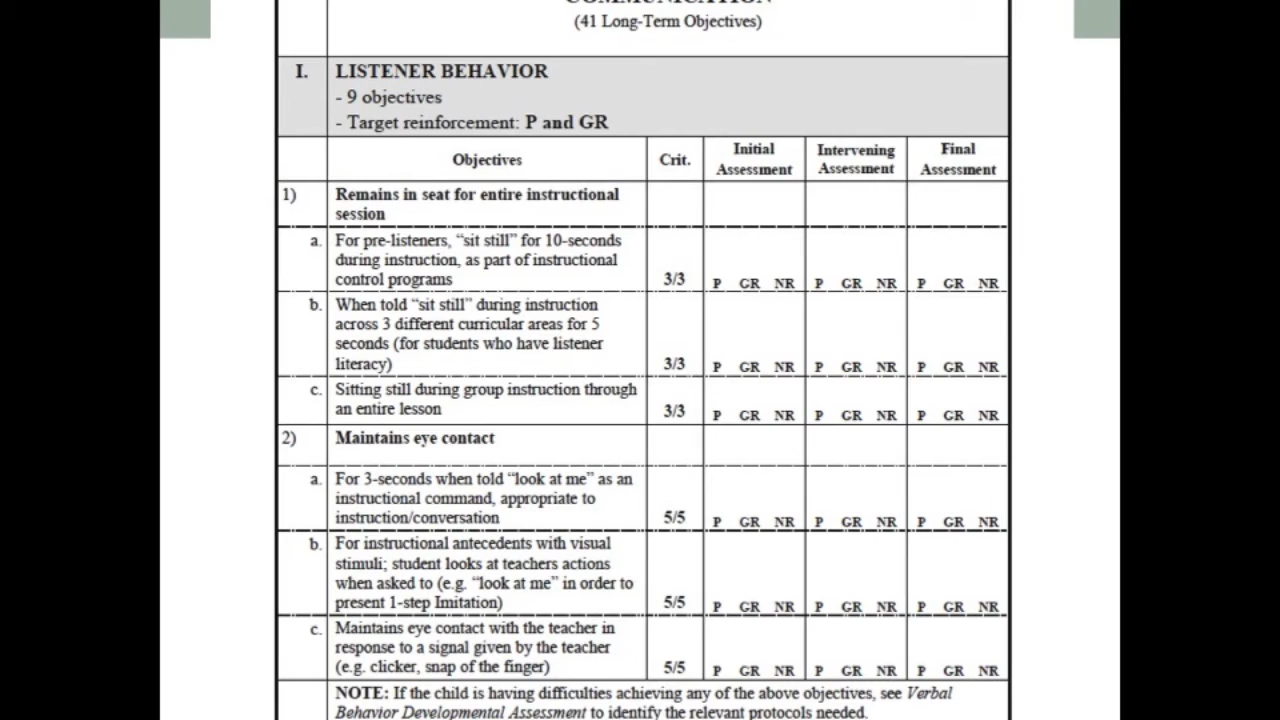 COMMUNICATION
(41 Long-Term Objectives)
I. LISTENER BEHAVIOR
- 9 objectives
- Target reinforcement: P and GR
Objectives Crit. Initial Assessment Intervening Assessment Final Assessment
1) Remains in seat for entire instructional
session
a. For pre-listeners, “sit still” for 10-seconds
during instruction, as part of instructional
control programs 3/3 P GR NR P GR NR P GR NR
b. When told “sit still” during instruction
across 3 different curricular areas for 5
seconds (for students who have listener
literacy) 3/3 P GR NR P GR NR P GR NR
c. Sitting still during group instruction through
an entire lesson 3/3 P GR NR P GR NR P GR NR
2) Maintains eye contact
a. For 3-seconds when told “look at me” as an
instructional command, appropriate to
instruction/conversation 5/5 P GR NR P GR NR P GR NR
b. For instructional antecedents with visual
stimuli; student looks at teachers actions
when asked to (e.g. “look at me” in order to
present 1-step Imitation) 5/5 P GR NR P GR NR P GR NR
c. Maintains eye contact with the teacher in
response to a signal given by the teacher
(e.g. clicker, snap of the finger) 5/5 P GR NR P GR NR P GR NR
NOTE: If the child is having difficulties achieving any of the above objectives, see Verbal
Behavior Developmental Assessment to identify the relevant protocols needed.